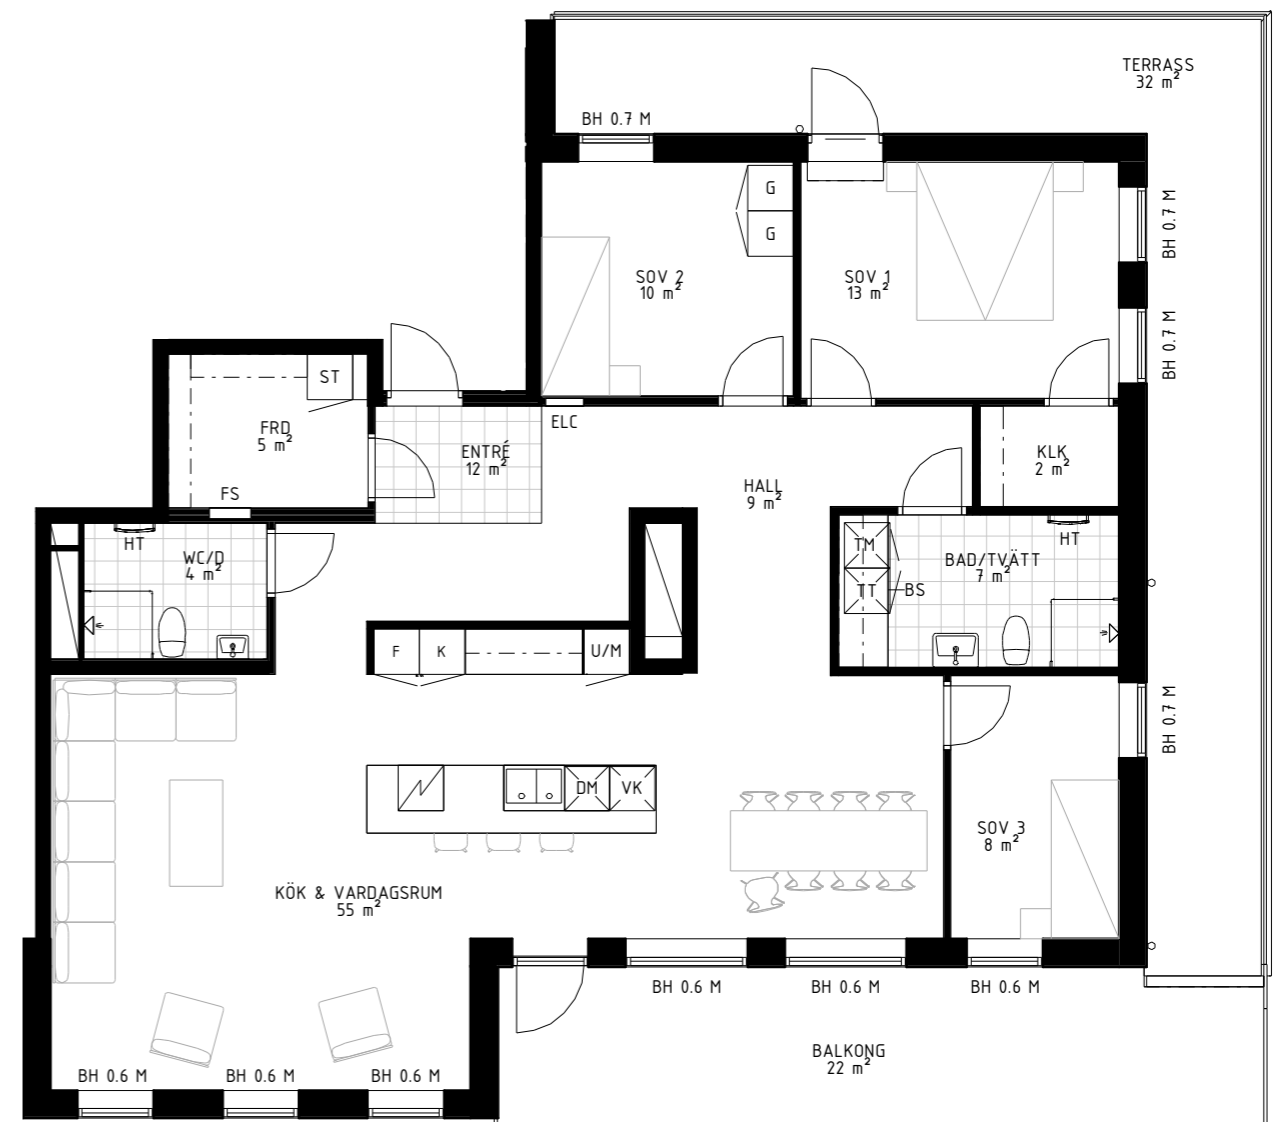 TERRASS
32 m²
BH 0.7 M
G
G
BH 0.7 M
SOV 2
10 m²
SOV 1
13 m²
BH 0.7 M
ST
ELC
FRD
5 m²
ENTRÉ
12 m²
KLK
2 m²
HALL
9 m²
FS
HT
WC/D
4 m²
HT
TM
BAD/TVÄTT
7 m²
TT
BS
F
K
U/M
BH 0.7 M
DM
VK
SOV 3
8 m²
KÖK & VARDAGSRUM
55 m²
BH 0.6 M
BH 0.6 M
BH 0.6 M
BALKONG
22 m²
BH 0.6 M
BH 0.6 M
BH 0.6 M